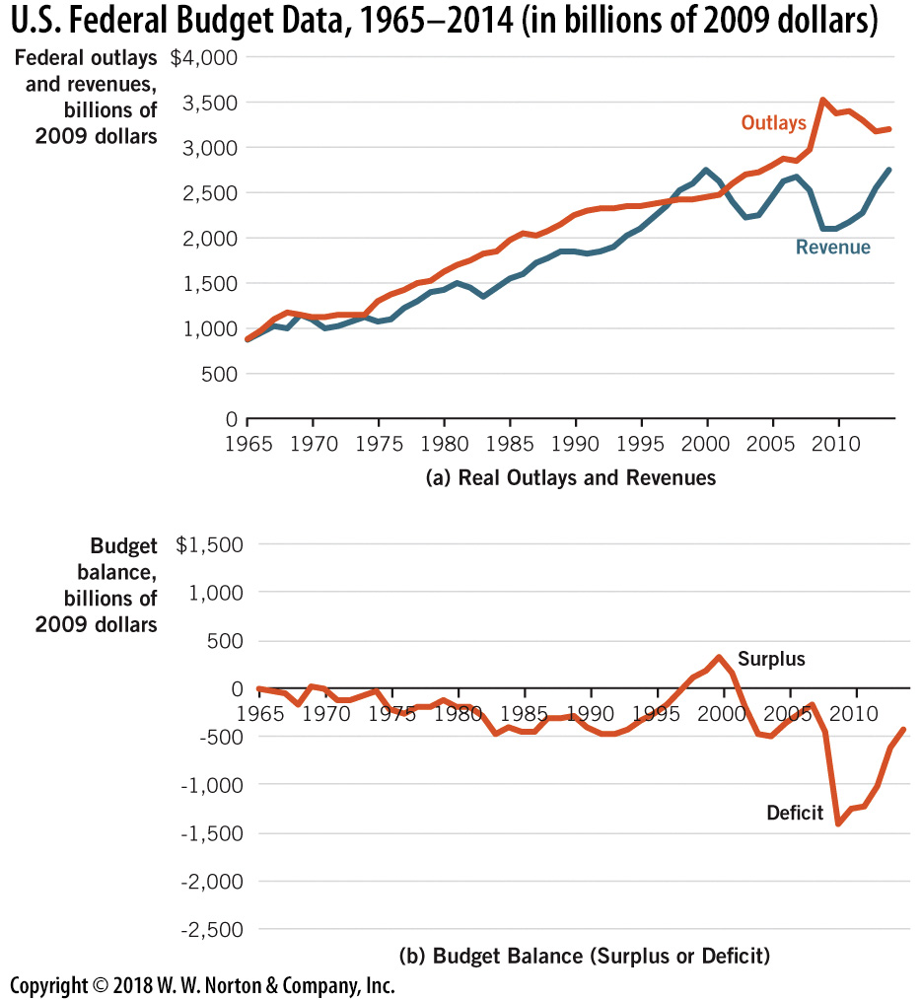 U.S. Federal Budget Data, 1965–2014 (in billions of 2009 dollars)
Federal outlays
and revenues,
billions of
2009 dollars
$4,000
3,500
3,000
2,500
2,000
1,500
1,000
500
0
Outlays
Revenue
1965 1970 1975 1980 1985 1990 1995 2000 2005 2010
(a) Real Outlays and Revenues
Budget
balance,
billions of
2009 dollars
$1,500
1,000
500
0
-500
-1,000
-1,500
-2,000
-2,500
Surplus
1965 1970 1975 1980 1985 1990 1995 2000 2005 2010
Deficit
(b) Budget Balance (Surplus or Deficit)
Copyright © 2018 W. W. Norton & Company, Inc.